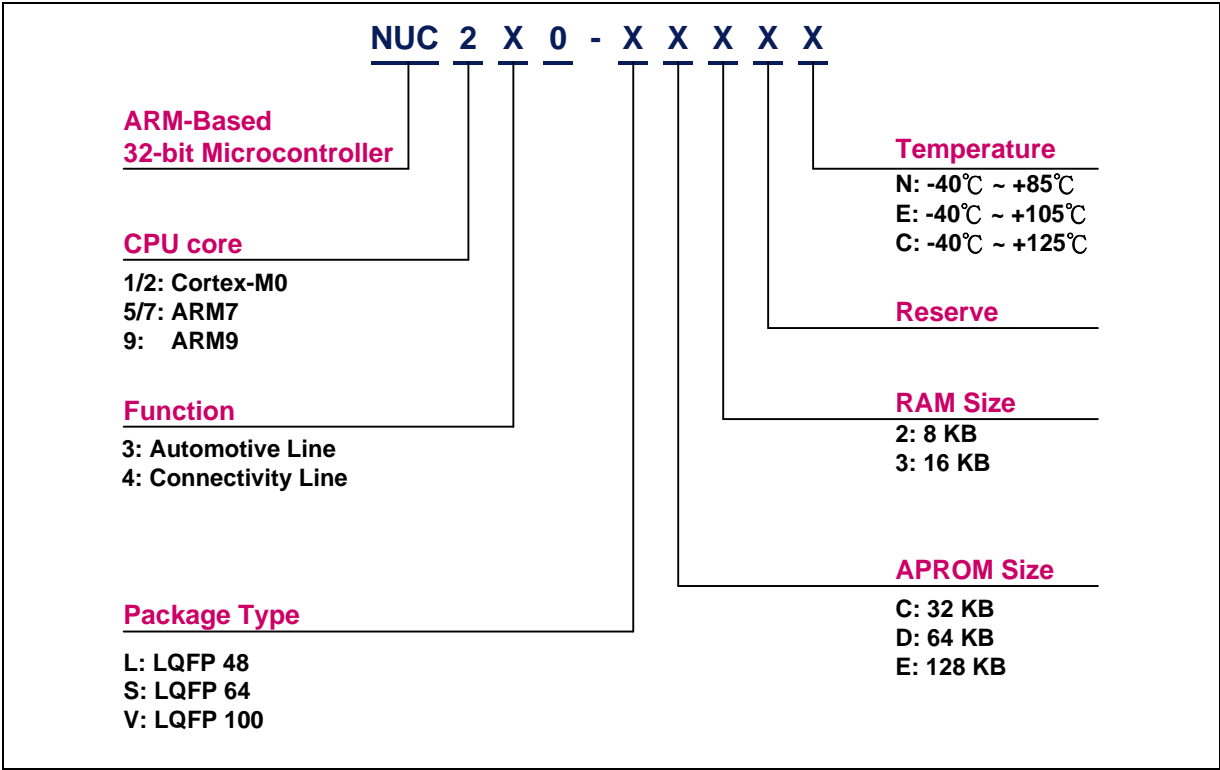 NUC 2 X 0 - X X X X X
ARM-Based
32-bit Microcontroller
CPU core
1/2: Cortex-M0
5/7: ARM7
9: ARM9
Function
3: Automotive Line
4: Connectivity Line
Package Type
L: LQFP 48
S: LQFP 64
V: LQFP 100
Temperature
N: -40℃ ~ +85℃
E: -40℃ ~ +105℃
C: -40℃ ~ +125℃
Reserve
RAM Size
2: 8 KB
3: 16 KB
APROM Size
C: 32 KB
D: 64 KB
E: 128 KB